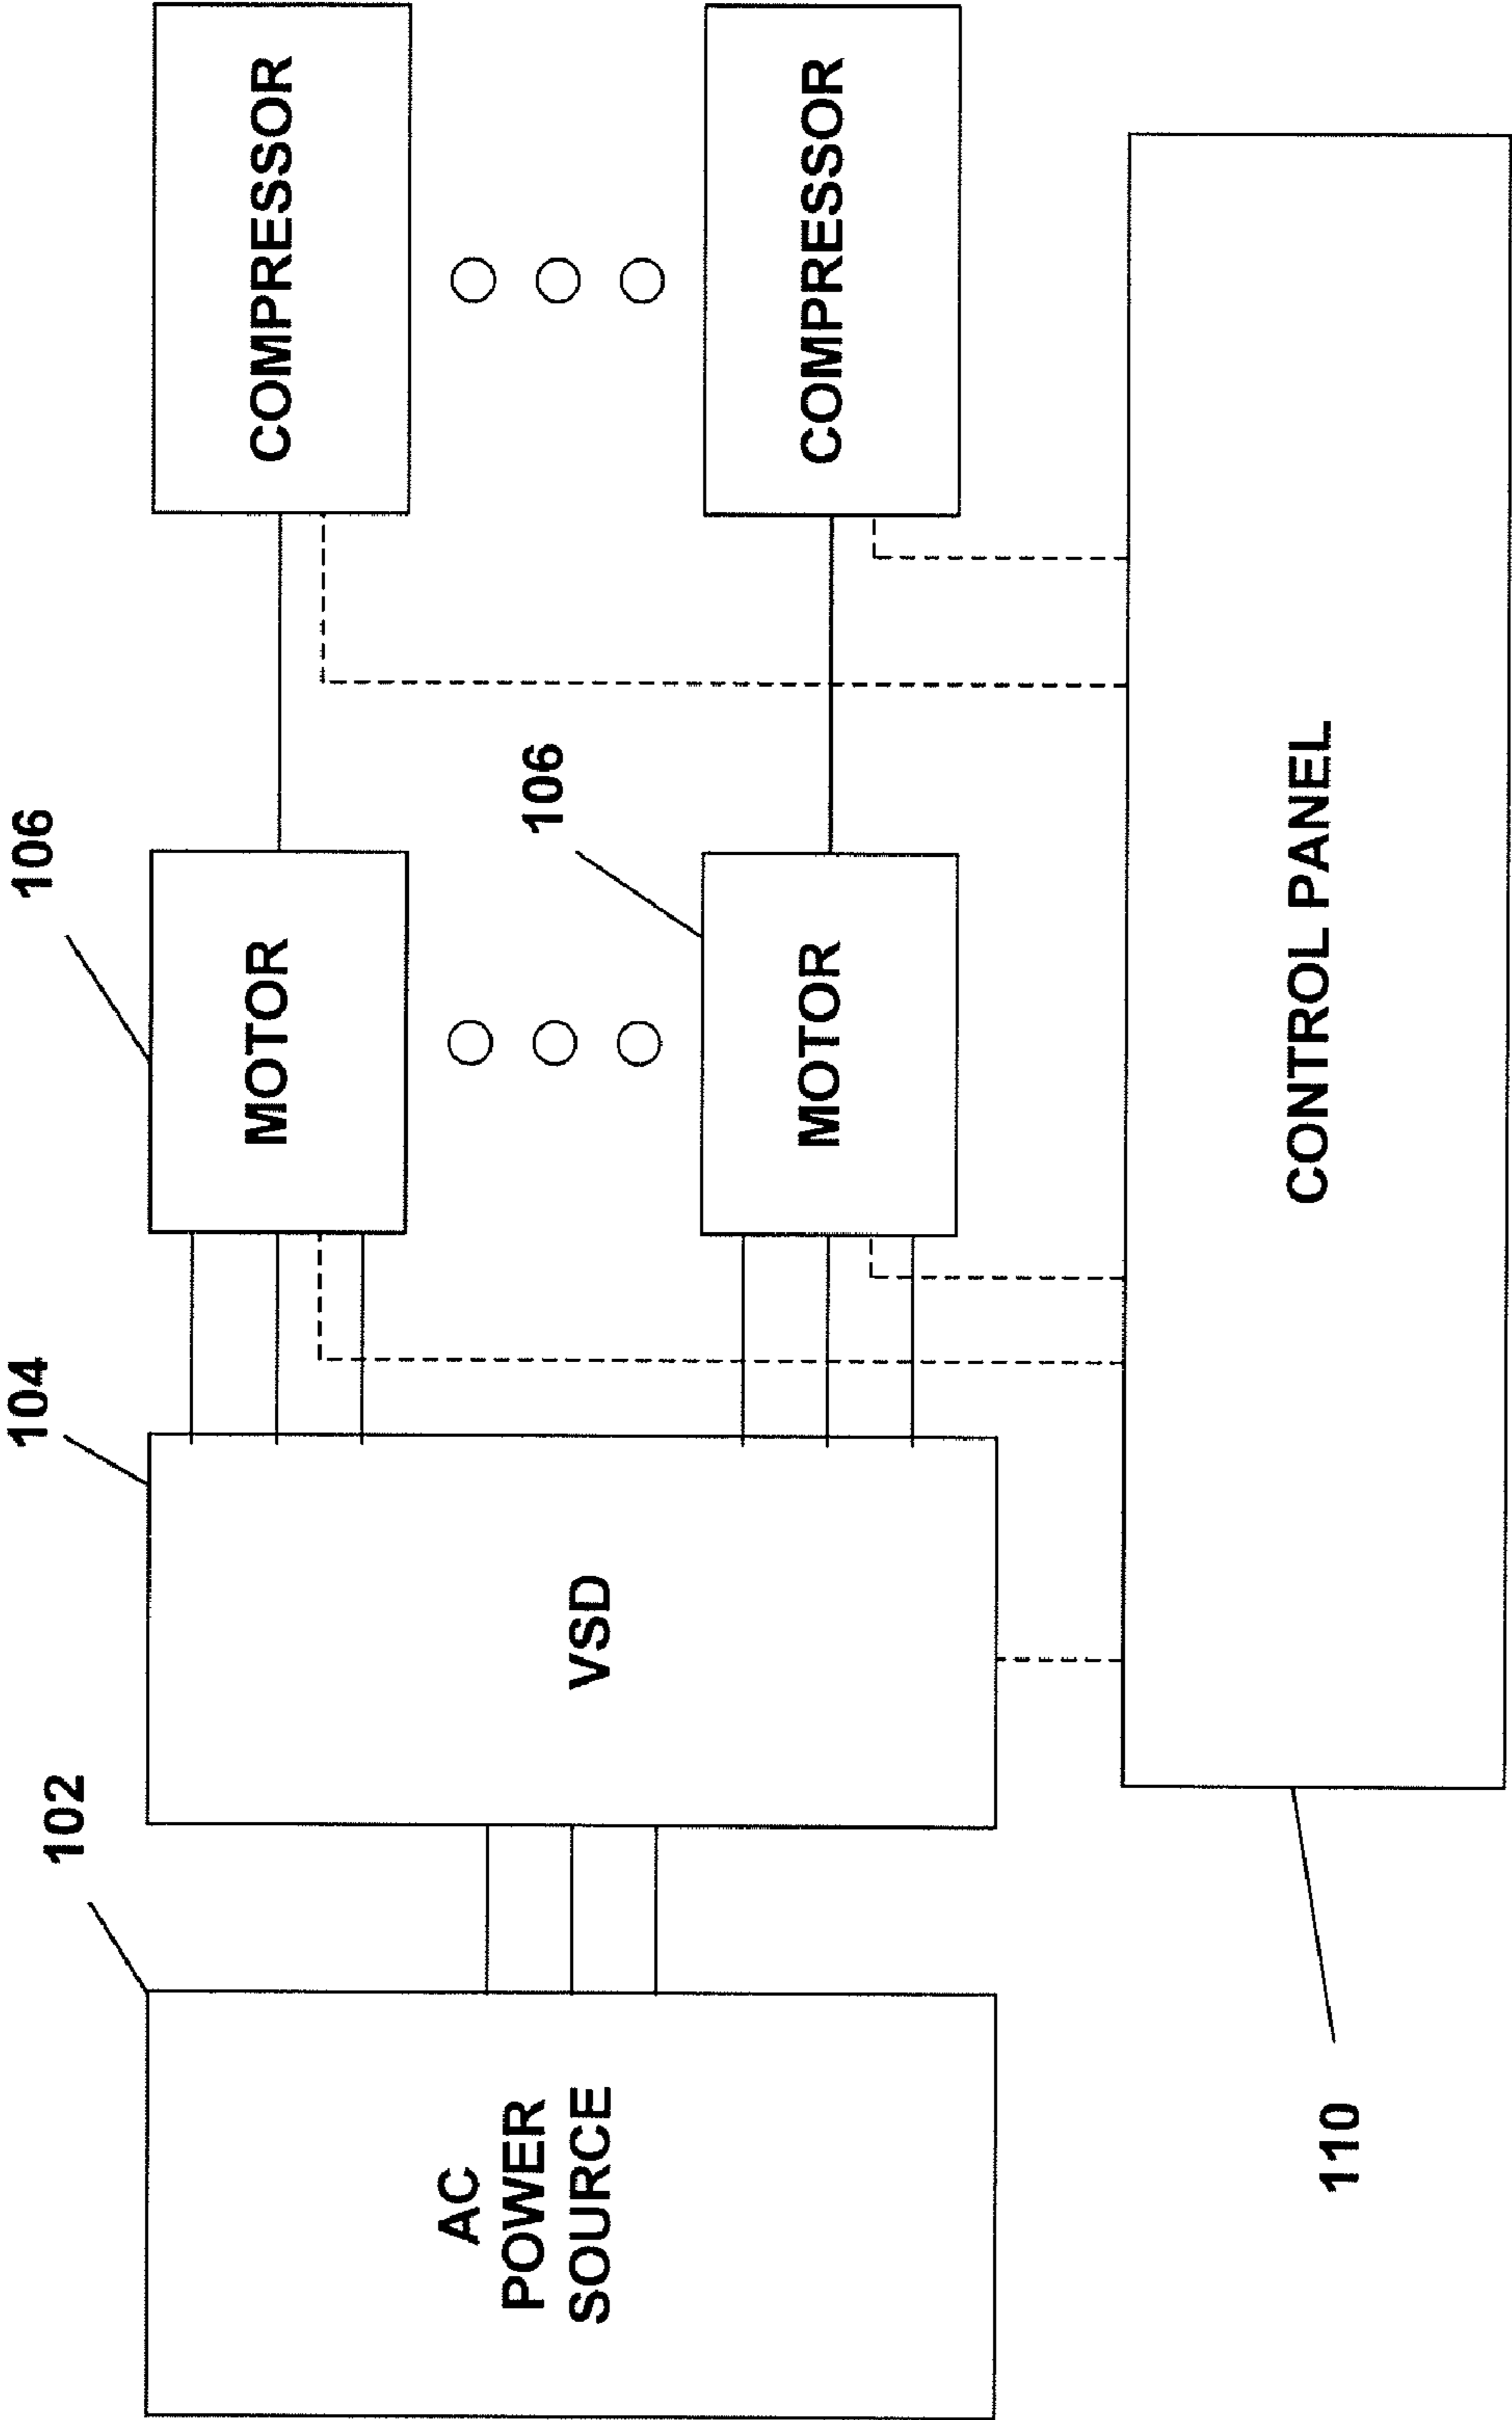 102
104
106
AC
POWER
SOURCE
VSD
MOTOR
COMPRESSOR
106
MOTOR
COMPRESSOR
CONTROL PANEL
110